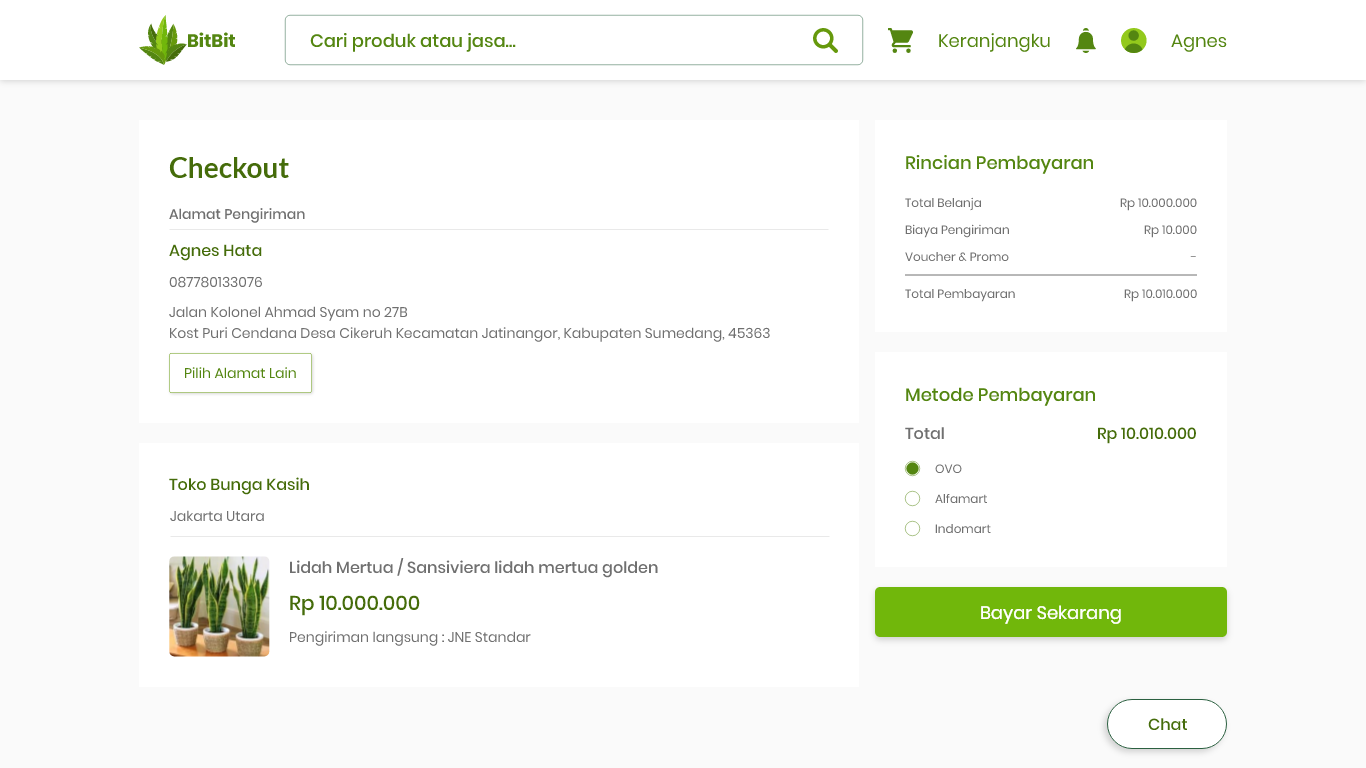 BitBit
Cari produk atau jasa...
Keranjangku
Agnes
Checkout
Alamat Pengiriman
Agnes Hata
087780133076
Jalan Kolonel Ahmad Syam no 27B
Kost Puri Cendana Desa Cikeruh Kecamatan Jatinangor, Kabupaten Sumedang, 45363
Pilih Alamat Lain
Toko Bunga Kasih
Jakarta Utara
Lidah Mertua / Sansiviera lidah mertua golden
Rp 10.000.000
Pengiriman langsung : JNE Standar
Rincian Pembayaran
Total Belanja Rp 10.000.000
Biaya Pengiriman Rp 10.000
Voucher & Promo -
Total Pembayaran Rp 10.010.000
Metode Pembayaran
Total Rp 10.010.000
OVO
Alfamart
Indomart
Bayar Sekarang
Chat